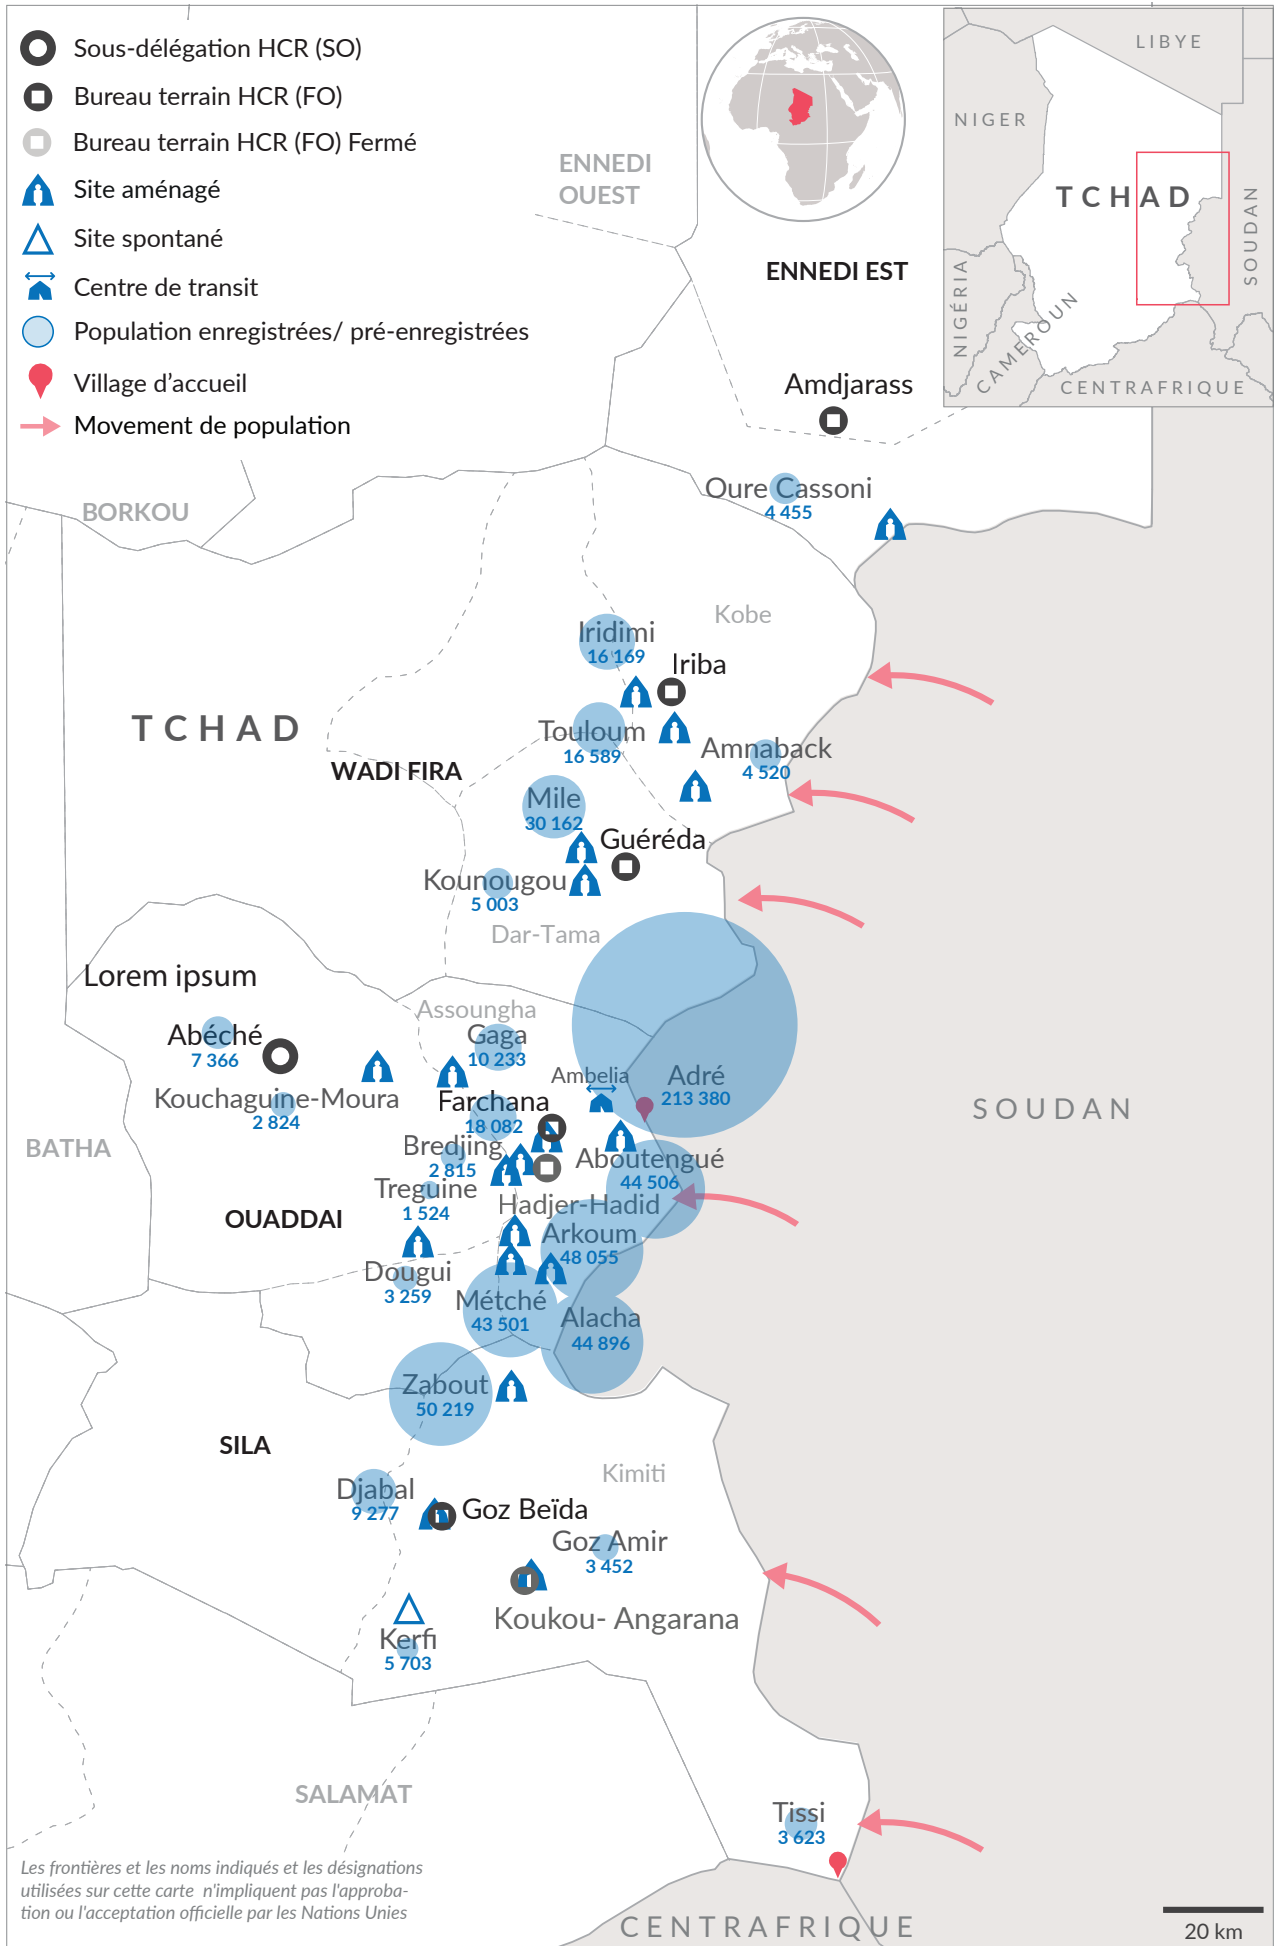 Sous-délégation HCR (SO)
Bureau terrain HCR (FO)
Bureau terrain HCR (FO) Fermé
Site aménagé
Site spontané
Centre de transit
Population enregistrées/ pré-enregistrées
Village d'accueil
Movement de population
LIBYE
NIGER
TCHAD
SOUDAN
NIGÉRIA
CAMEROUN
CENTRAFRIQUE
ENNEDI
OUEST
ENNEDI EST
Amdjarass
Oure Cassoni
4 455
BORKOU
Kobe
Iridimi
16 169
Iriba
TCHAD
Touloum
16 589
Amnaback
4 520
WADI FIRA
Mile
30 162
Guéréda
Kounougou
5 003
Dar-Tama
Lorem ipsum
Assoungha
Abéché
7 366
Gaga
10 233
Ambelia
Adré
213 380
Kouchaguine-Moura
2 824
Farchana
18 082
SOUDAN
BATHA
Bredjing
2 815
Aboutengué
44 506
Treguine
1 524
Hadjer-Hadid
OUADDAI
Arkoum
48 055
Dougui
3 259
Métché
43 501
Alacha
44 896
Zabout
50 219
SILA
Kimiti
Djabal
9 277
Goz Beïda
Goz Amir
3 452
Koukou- Angarana
Kerfi
5 703
SALAMAT
Tissi
3 623
Les frontières et les noms indiqués et les désignations
utilisées sur cette carte n'impliquent pas l'approba-
tion ou l'acceptation officielle par les Nations Unies
CENTRAFRIQUE
20 km